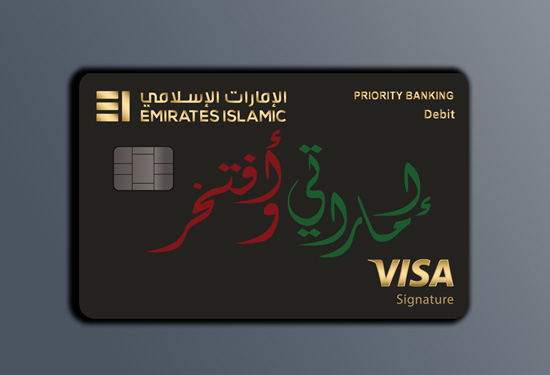 الإمارات الإسلامي
EMIRATES ISLAMIC
PRIORITY BANKING
Debit
إماراتي وأفتخر
VISA
Signature